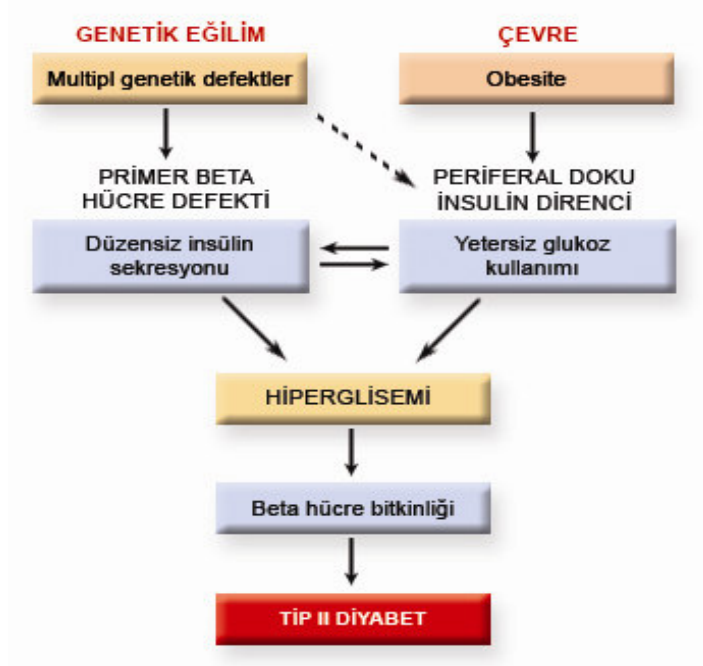 GENETİK EĞİLİM
Multipl genetik defektler
PRİMER BETA
HÜCRE DEFEKTİ
Düzensiz insülin
sekresyonu
ÇEVRE
Obesite
PERİFERAL DOKU
İNSULİN DİRENCİ
Yetersiz glukoz
kullanımı
HİPERGLİSEMİ
Beta hücre bitkinliği
TİP II DİYABET